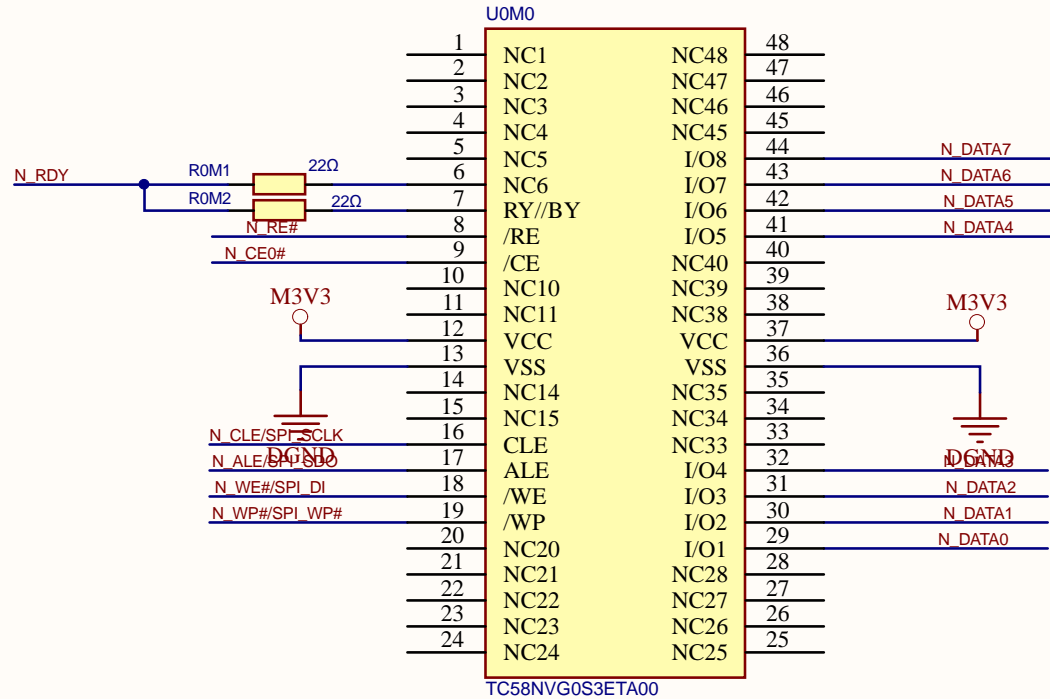 U0M0
1 NC1 NC48 48
2 NC2 NC47 47
3 NC3 NC46 46
4 NC4 NC45 45
5 NC5 I/O8 44 N_DATA7
N_RDY R0M1 22Ω 6 NC6 I/O7 43 N_DATA6
R0M2 22Ω 7 RY//BY I/O6 42 N_DATA5
N_RE# 8 /RE I/O5 41 N_DATA4
N_CE0# 9 /CE NC40 40
10 NC10 NC39 39
M3V3 11 NC11 NC38 38 M3V3
12 VCC VCC 37
13 VSS VSS 36
14 NC14 NC35 35
15 NC15 NC34 34
N_CLE/SPI_SCLK 16 CLE NC33 33
DGND DGND
N_ALE/SPI_SDO 17 ALE I/O4 32 N_DATA3
N_WE#/SPI_DI 18 /WE I/O3 31 N_DATA2
N_WP#/SPI_WP# 19 /WP I/O2 30 N_DATA1
20 NC20 I/O1 29 N_DATA0
21 NC21 NC28 28
22 NC22 NC27 27
23 NC23 NC26 26
24 NC24 NC25 25
TC58NVG0S3ETA00